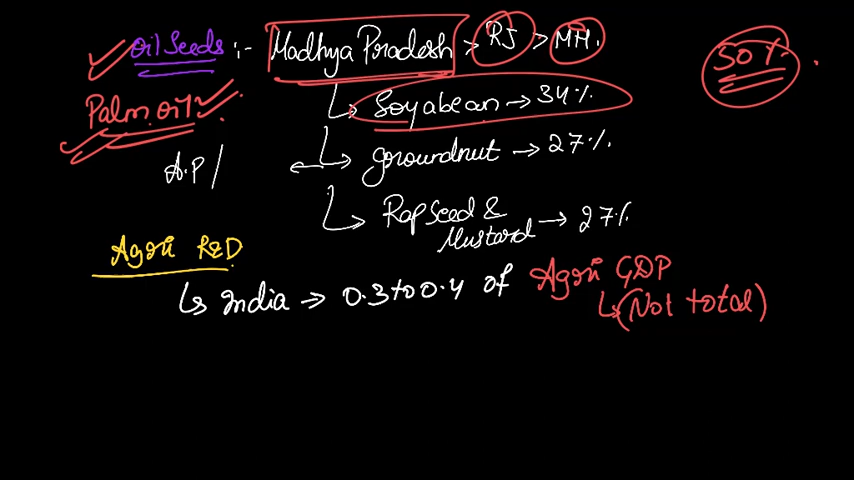 Oil Seeds :- Madhya Pradesh > RJ > MH. 50%.
Palm oil
Soyabean → 34%
A.P/
Groundnut → 27%.
Rapseed &
Mustard → 27%
Agri R&D
India → 0.3 to 0.4 of Agri GDP
(Not total)